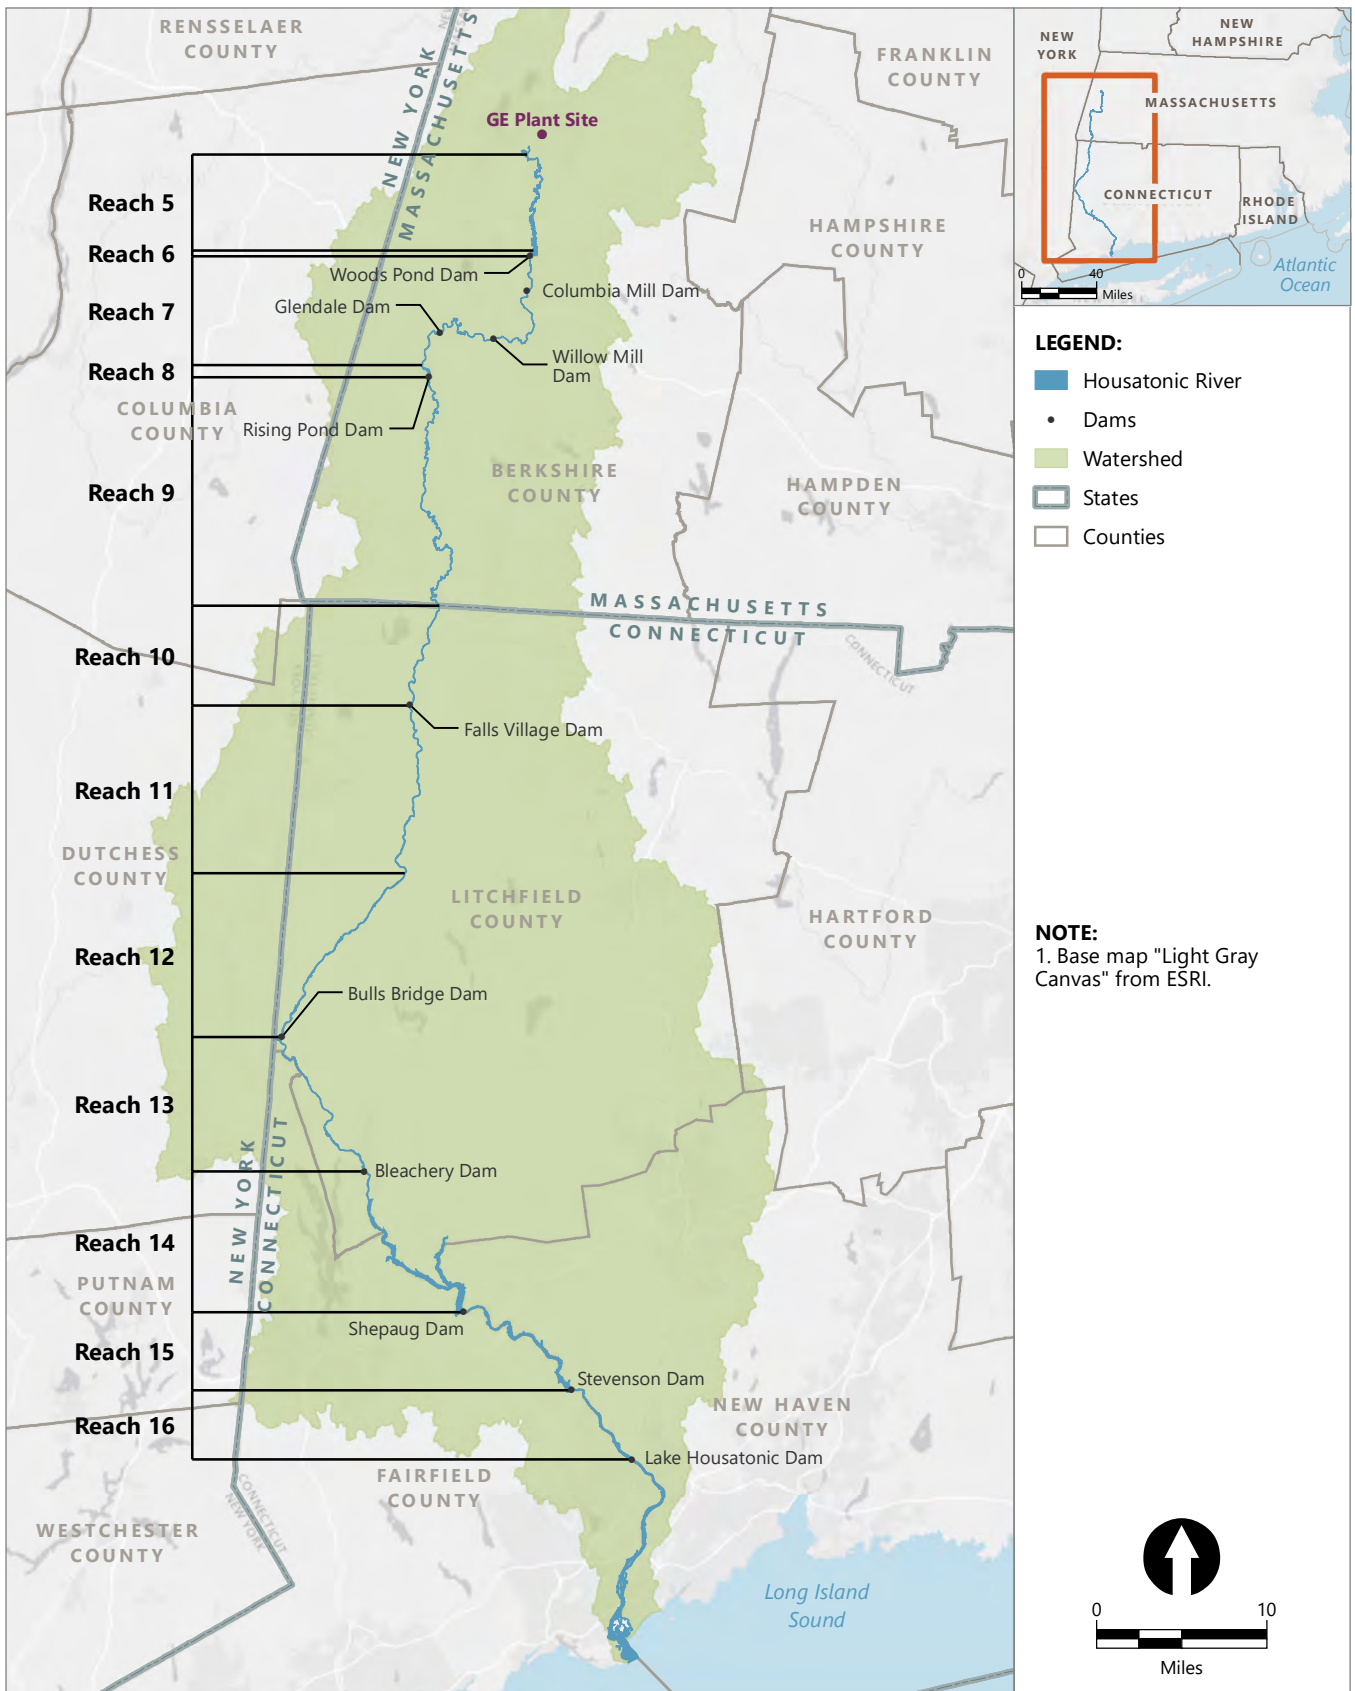 RENSSELAER
COUNTY
NEW YORK
MASSACHUSETTS
FRANKLIN
COUNTY
GE Plant Site
Reach 5
HAMPSHIRE
COUNTY
Reach 6
Woods Pond Dam
Columbia Mill Dam
Glendale Dam
Reach 7
Willow Mill
Dam
Reach 8
COLUMBIA
COUNTY
Rising Pond Dam
BERKSHIRE
COUNTY
HAMPDEN
COUNTY
Reach 9
MASSACHUSETTS
CONNECTICUT
CONNECTICUT
Reach 10
Falls Village Dam
Reach 11
DUTCHESS
COUNTY
LITCHFIELD
COUNTY
HARTFORD
COUNTY
Reach 12
Bulls Bridge Dam
Reach 13
NEW YORK
CONNECTICUT
Bleachery Dam
Reach 14
PUTNAM
COUNTY
Shepaug Dam
Reach 15
Stevenson Dam
NEW HAVEN
COUNTY
Reach 16
Lake Housatonic Dam
FAIRFIELD
COUNTY
CONNECTICUT
NEW YORK
WESTCHESTER
COUNTY
Long Island
Sound
NEW
YORK
NEW
HAMPSHIRE
MASSACHUSETTS
CONNECTICUT
RHODE
ISLAND
Atlantic
Ocean
0 40
Miles
LEGEND:
Housatonic River
Dams
Watershed
States
Counties
NOTE:
1. Base map "Light Gray
Canvas" from ESRI.
0 10
Miles